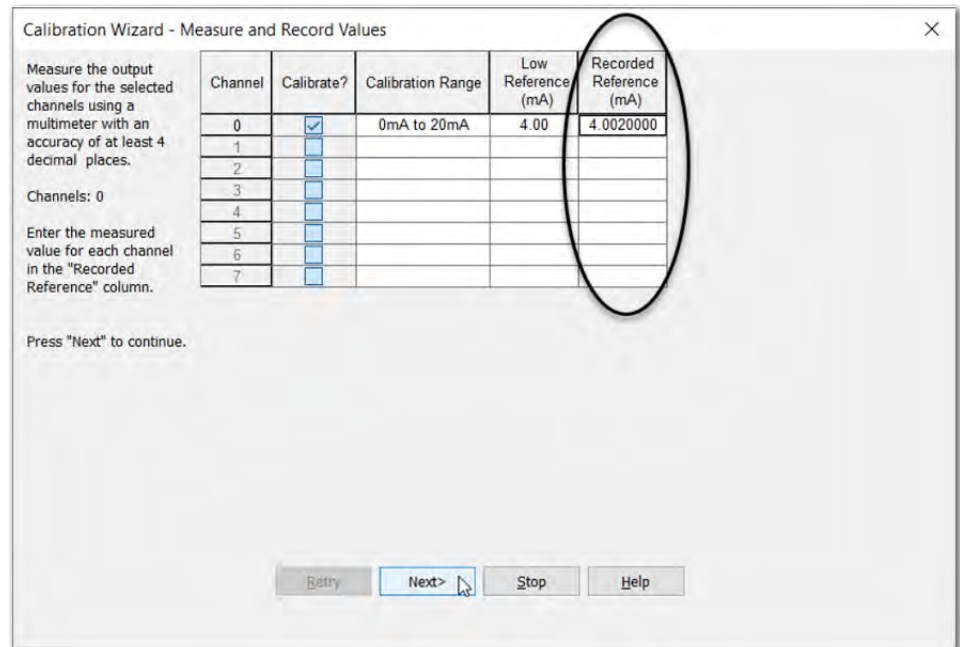 Calibration Wizard - Measure and Record Values
Measure the output
values for the selected
channels using a
multimeter with an
accuracy of at least 4
decimal places.
Channels: 0
Enter the measured
value for each channel
in the "Recorded
Reference" column.
Press "Next" to continue.
Channel Calibrate? Calibration Range Low Reference (mA) Recorded Reference (mA)
0 0mA to 20mA 4.00 4.0020000
1
2
3
4
5
6
7
Retry Next> Stop Help